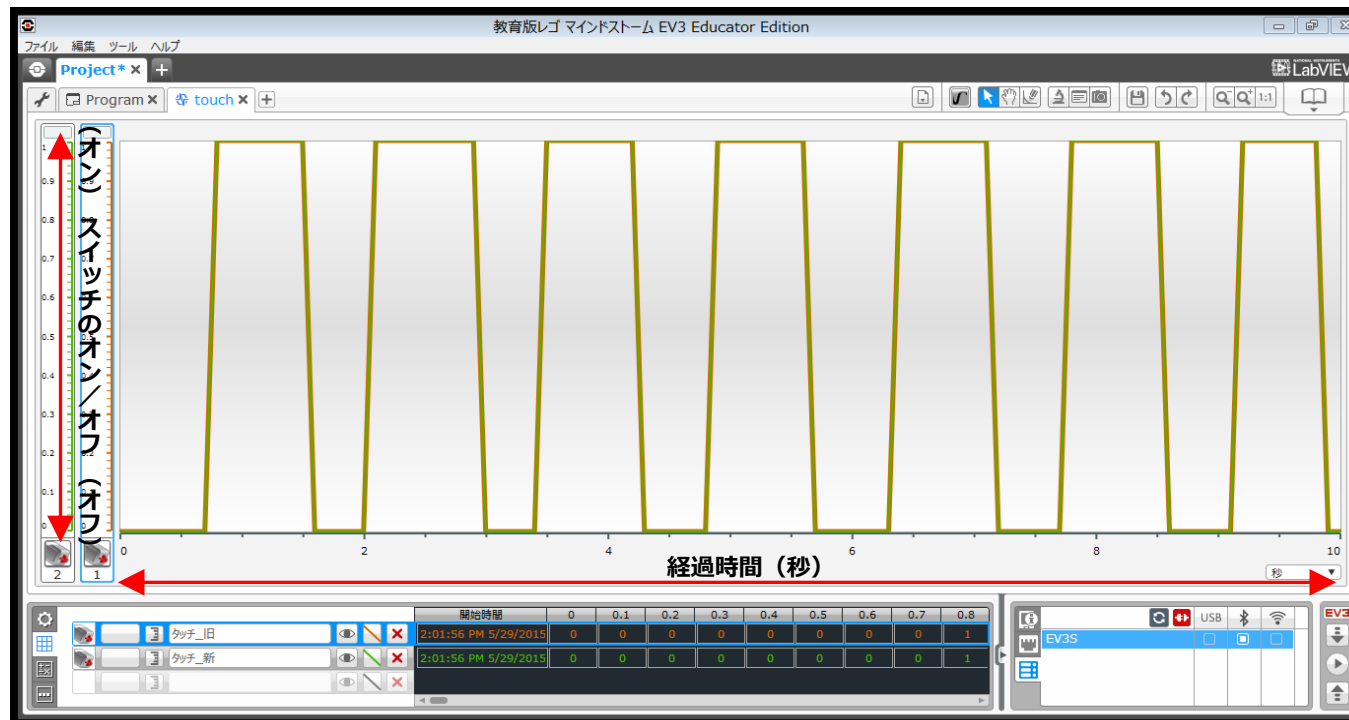 教育版レゴ マインドストーム EV3 Educator Edition
ファイル 編集 ツール ヘルプ
Project* × +
LabVIEW
Program × touch × +
1:1
(オン) スイッチのオン/オフ (オフ)
1
0.9
0.8
0.7
0.6
0.5
0.4
0.3
0.2
0.1
0
2 1
0 2 4 6 8 10
経過時間(秒)
秒
開始時間 0 0.1 0.2 0.3 0.4 0.5 0.6 0.7 0.8
タッチ_旧 2:01:56 PM 5/29/2015 0 0 0 0 0 0 0 0 1
タッチ_新 2:01:56 PM 5/29/2015 0 0 0 0 0 0 0 0 1
USB
EV3S
EV3